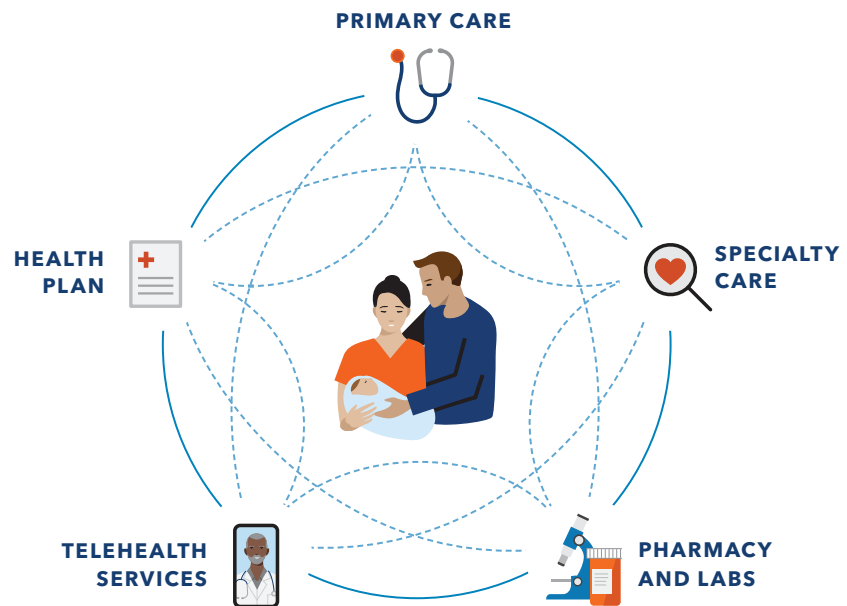 PRIMARY CARE
HEALTH
PLAN
SPECIALTY
CARE
TELEHEALTH
SERVICES
PHARMACY
AND LABS